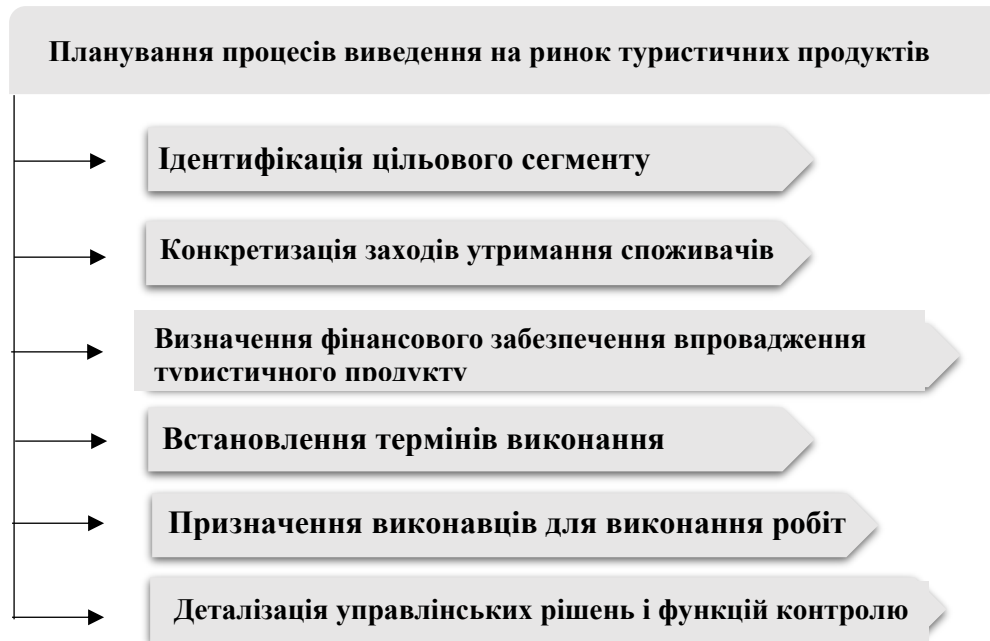 Планування процесів виведення на ринок туристичних продуктів
Ідентифікація цільового сегменту
Конкретизація заходів утримання споживачів
Визначення фінансового забезпечення впровадження
туристичного продукту
Встановлення термінів виконання
Призначення виконавців для виконання робіт
Деталізація управлінських рішень і функцій контролю